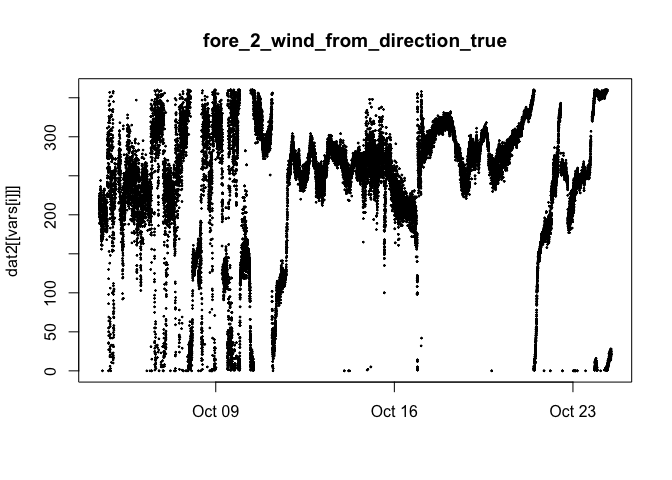 fore_2_wind_from_direction_true
dat2[[vars[i]]]
300
200
100
50
0
Oct 09 Oct 16 Oct 23